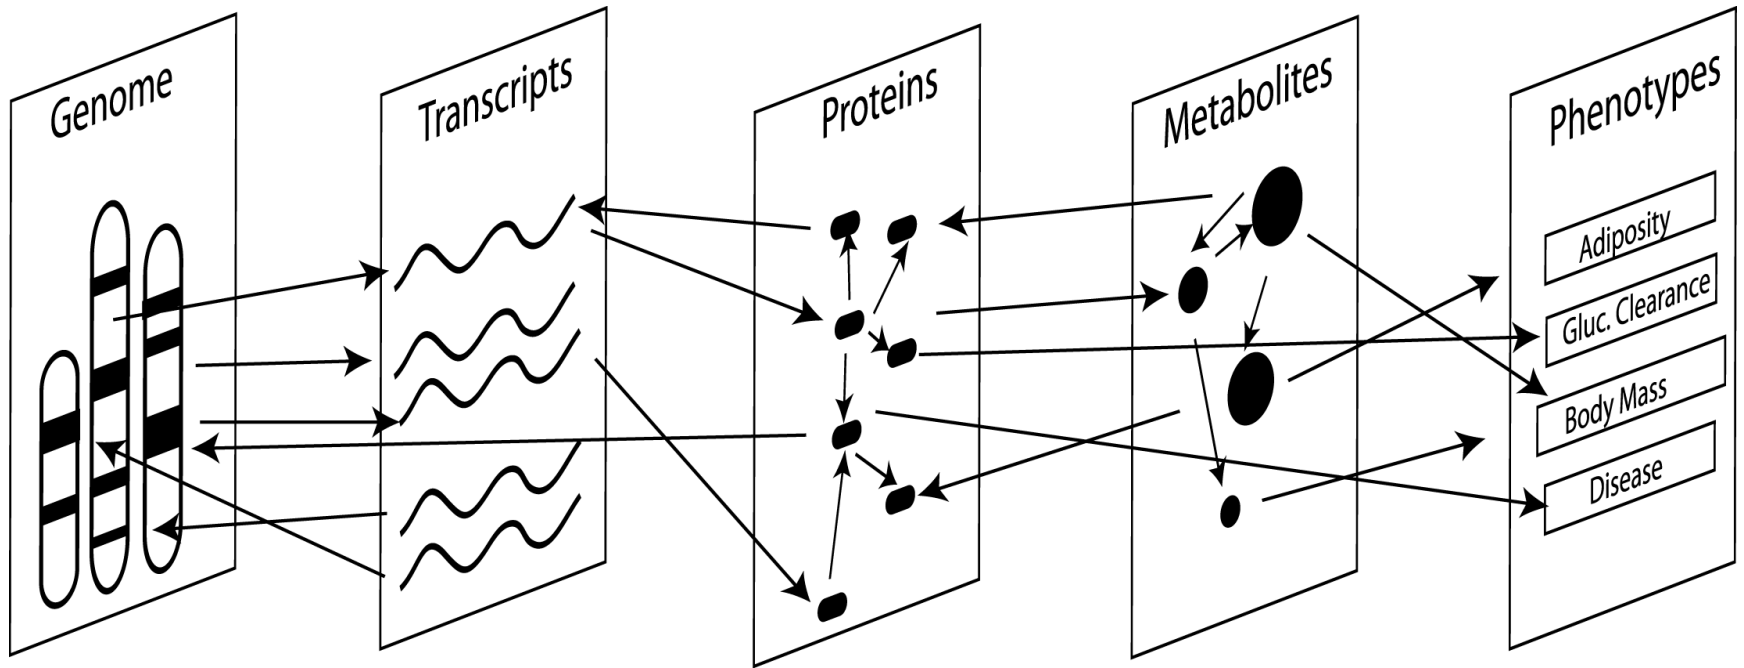 Genome
Transcripts
Proteins
Metabolites
Phenotypes
Adiposity
Gluc. Clearance
Body Mass
Disease